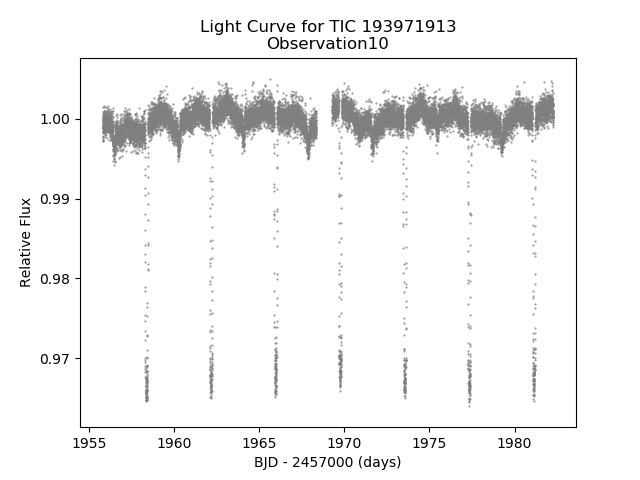 Light Curve for TIC 193971913
Observation10
1.00
0.99
0.98
0.97
Relative Flux
1955
1960
1965
1970
1975
1980
BJD - 2457000 (days)